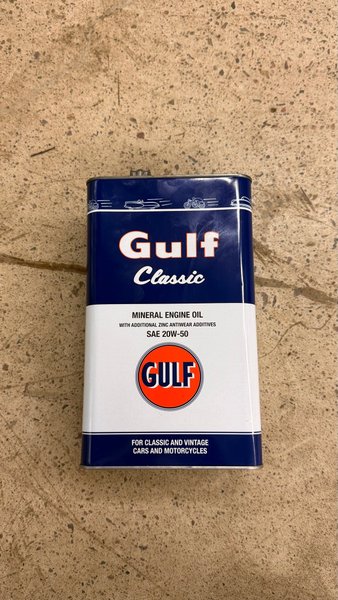 Gulf
Classic
MINERAL ENGINE OIL
WITH ADDITIONAL ZINC ANTIWEAR ADDITIVES
SAE 20W-50
GULF
FOR CLASSIC AND VINTAGE
CARS AND MOTORCYCLES